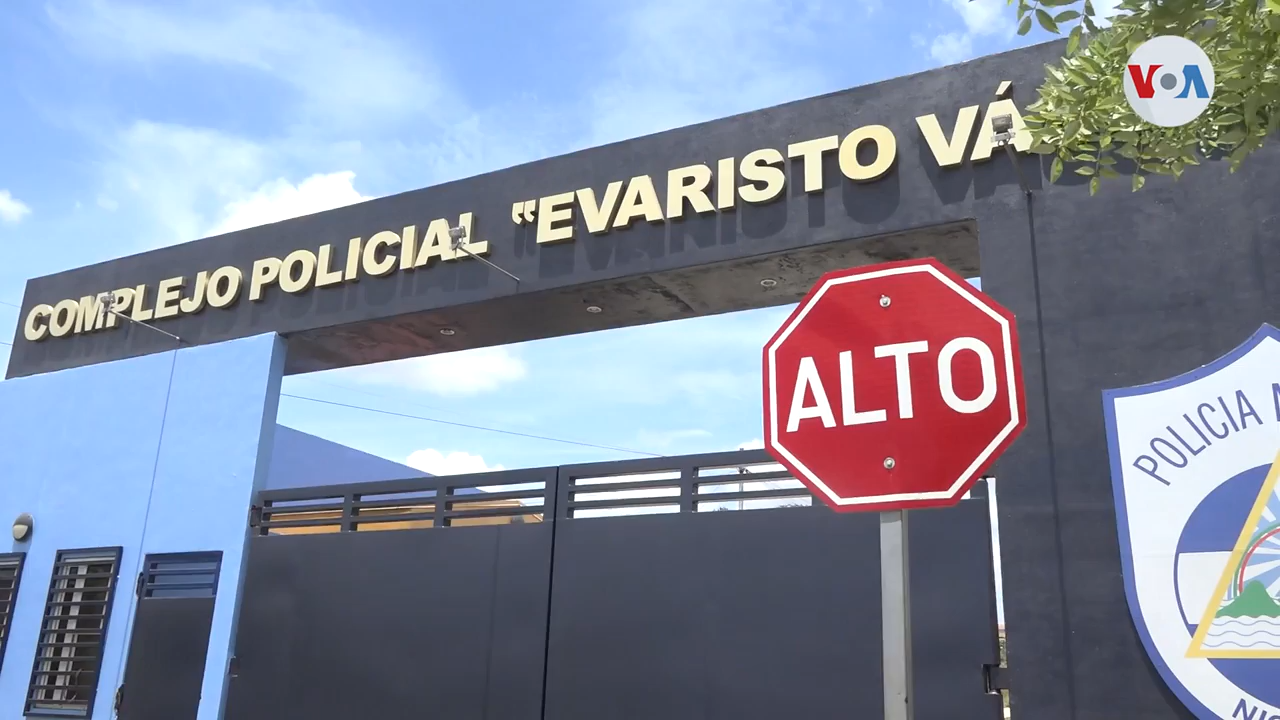 VOA
COMPLEJO POLICIAL "EVARISTO VÁ
ALTO
POLICIA